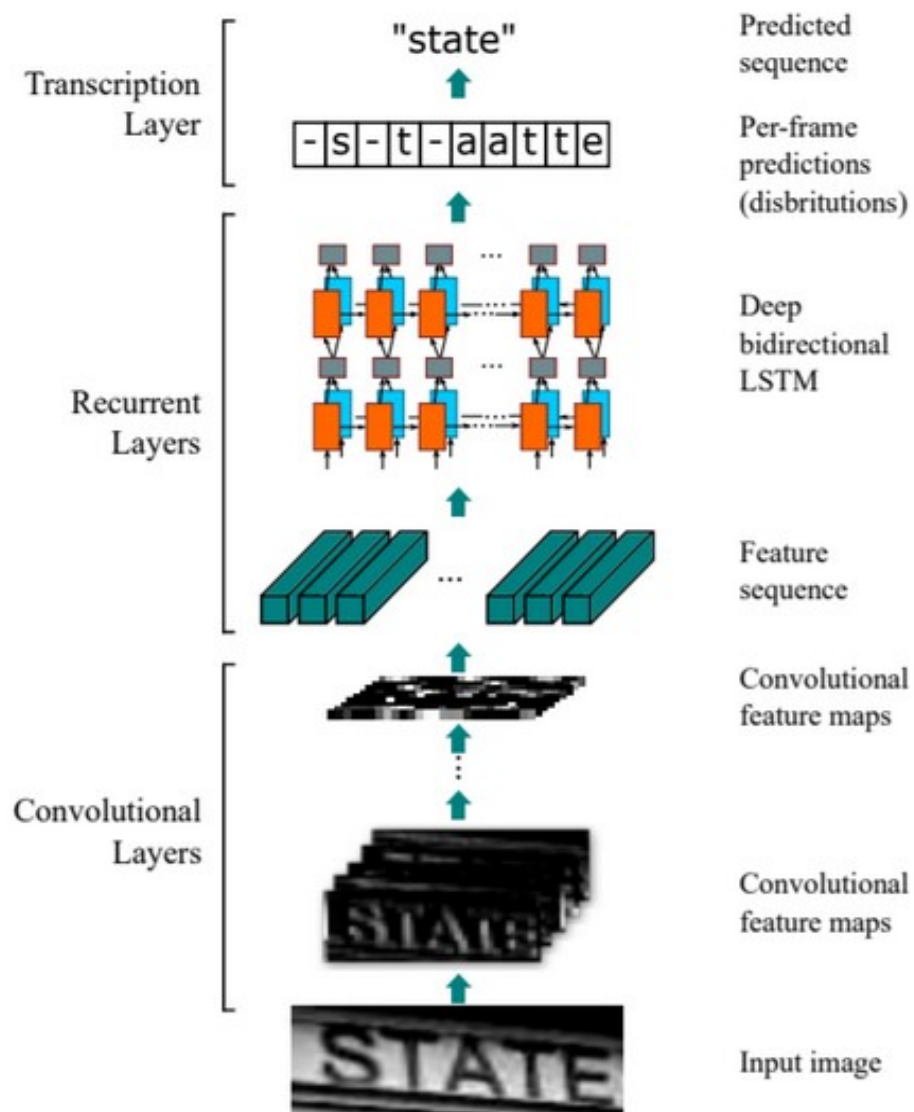 "state"
Predicted
sequence
Transcription
Layer
-s-t-aatte
Per-frame
predictions
(disbritutions)
Recurrent
Layers
Deep
bidirectional
LSTM
Feature
sequence
Convolutional
Layers
Convolutional
feature maps
STATE
Convolutional
feature maps
STATE
Input image